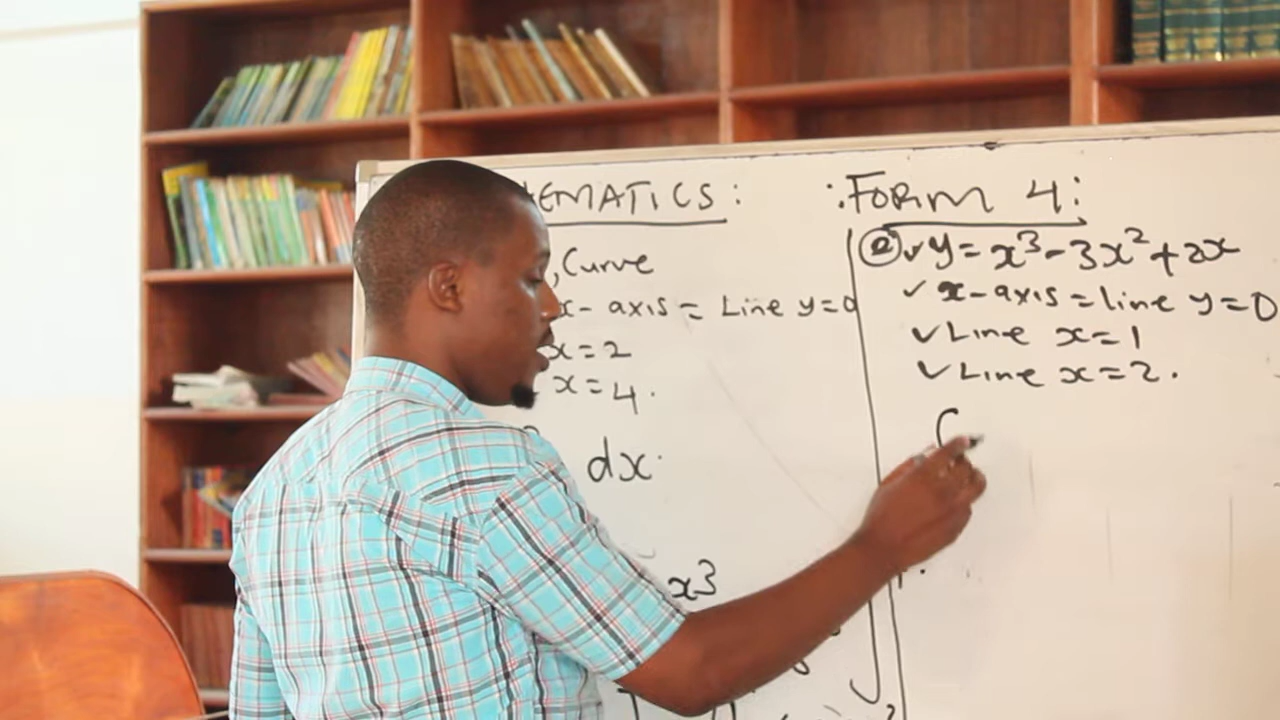 EMATICS : : FORM 4 :
, Curve
x- axis = Line y=0
x=2
x=4.
dx.
x3
② ✓ y = x³ - 3x² + 2x
✓ x-axis = line y=0
✓ Line x=1
✓ Line x=2.